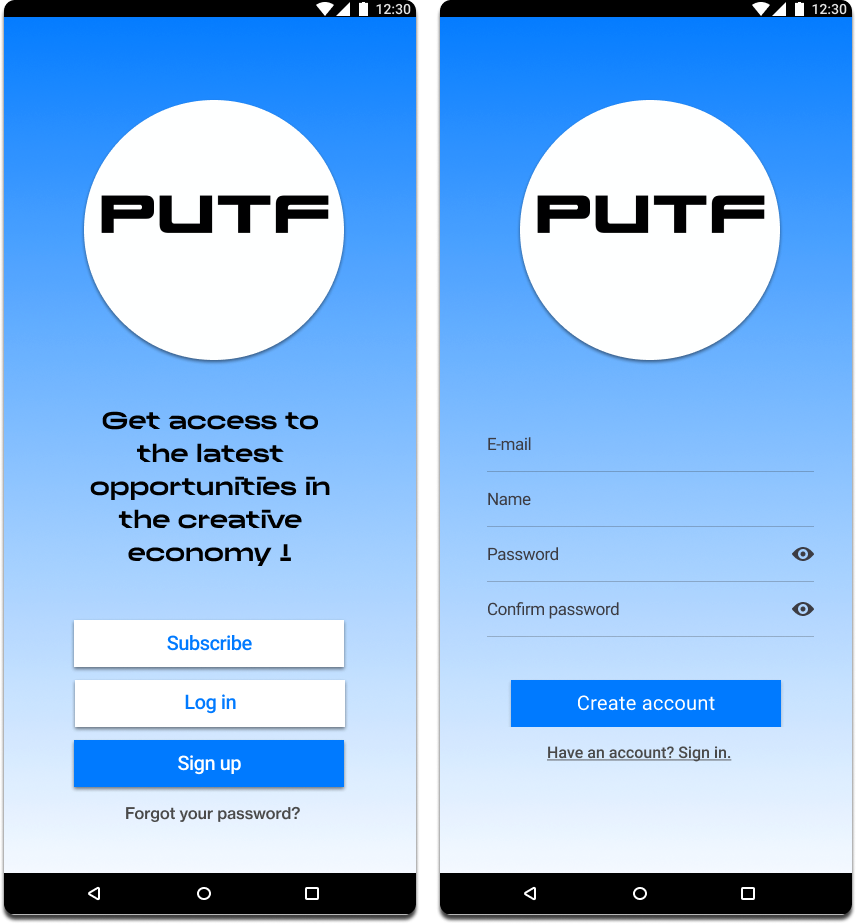 12:30
PUTF
Get access to
the latest
opportunities in
the creative
economy !
Subscribe
Log in
Sign up
Forgot your password?
12:30
PUTF
E-mail
Name
Password
Confirm password
Create account
Have an account? Sign in.